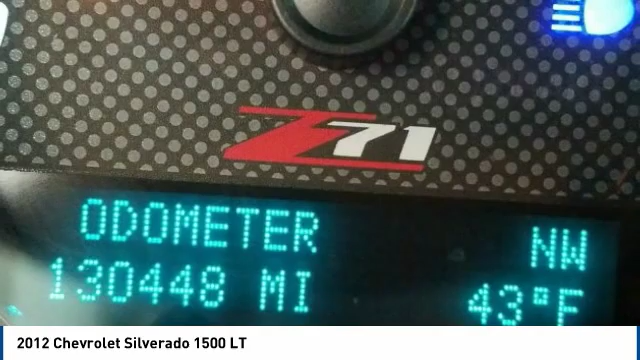 Z71
ODOMETER NW
130448 MI 43°F
2012 Chevrolet Silverado 1500 LT